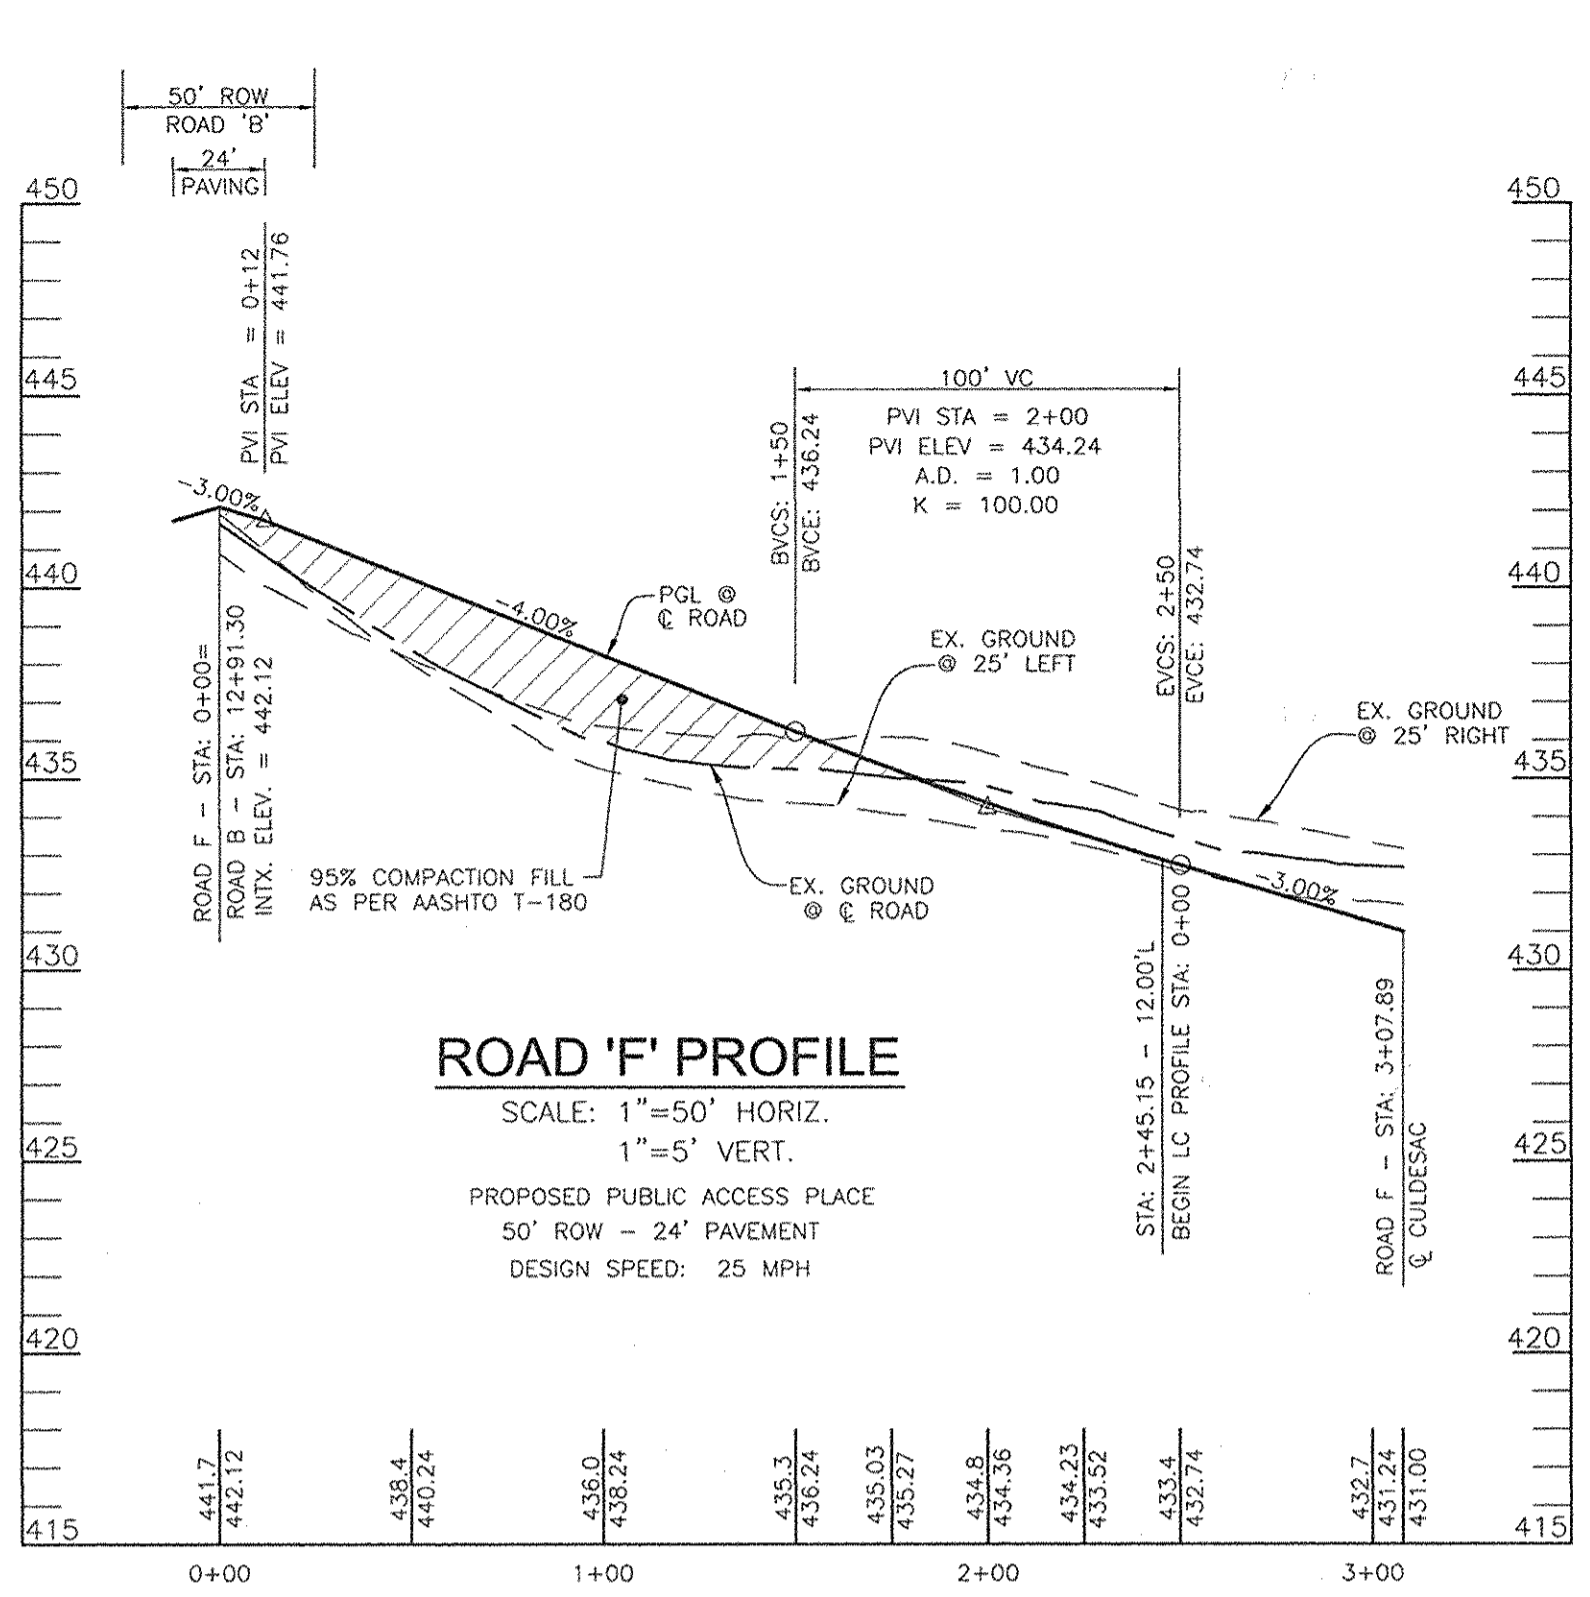 50' ROW
ROAD 'B'
24'
PAVING
450
445
440
435
430
425
420
415
450
445
440
435
430
425
420
415
PVI STA = 0+12
PVI ELEV = 441.76
-3.00%
-4.00%
100' VC
PVI STA = 2+00
PVI ELEV = 434.24
A.D. = 1.00
K = 100.00
BVCS: 1+50
BVCE: 436.24
EVCS: 2+50
EVCE: 432.74
PGL @
℄ ROAD
EX. GROUND
@ 25' LEFT
EX. GROUND
@ 25' RIGHT
ROAD F - STA: 0+00=
ROAD B - STA: 12+91.30
INTX. ELEV. = 442.12
95% COMPACTION FILL
AS PER AASHTO T-180
EX. GROUND
@ ℄ ROAD
-3.00%
STA: 2+45.15 - 12.00'L
BEGIN LC PROFILE STA: 0+00
ROAD F - STA: 3+07.89
℄ CULDESAC
ROAD 'F' PROFILE
SCALE: 1"=50' HORIZ.
1"=5' VERT.
PROPOSED PUBLIC ACCESS PLACE
50' ROW - 24' PAVEMENT
DESIGN SPEED: 25 MPH
441.7
442.12
438.4
440.24
436.0
438.24
435.3
436.24
435.03
435.27
434.8
434.36
434.23
433.52
433.4
432.74
432.7
431.24
431.00
0+00
1+00
2+00
3+00